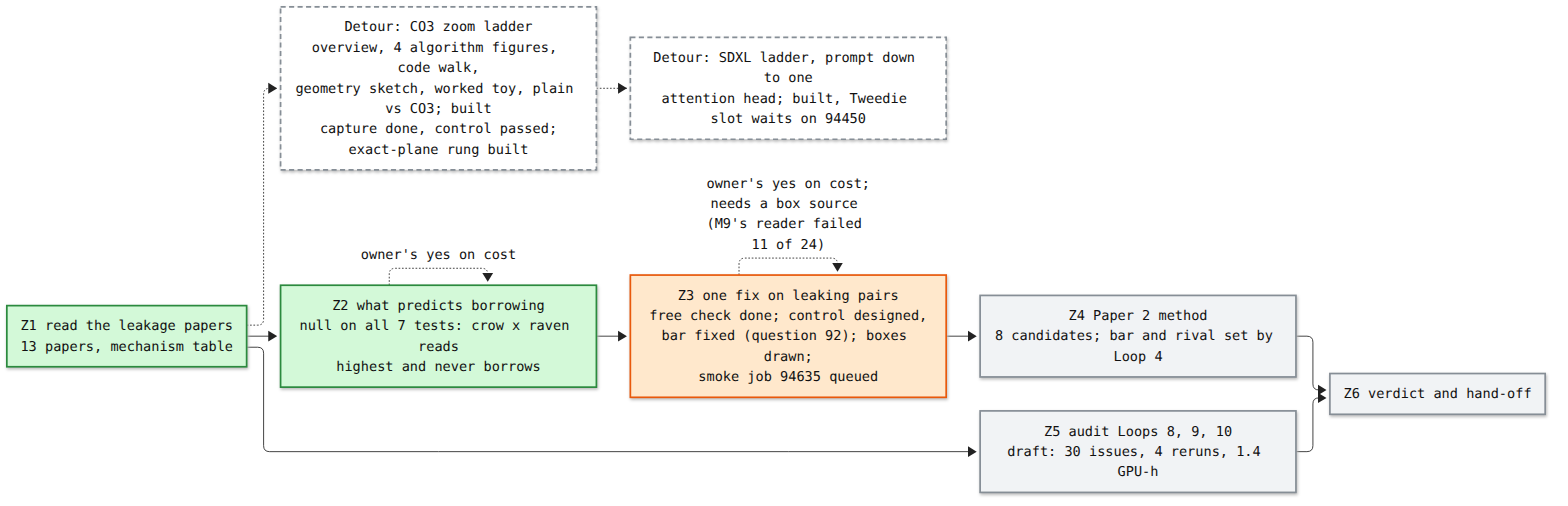 Detour: CO3 zoom ladder
overview, 4 algorithm figures,
code walk,
geometry sketch, worked toy, plain
vs CO3; built
capture done, control passed;
exact-plane rung built
Detour: SDXL ladder, prompt down
to one
attention head; built, Tweedie
slot waits on 94450
owner's yes on cost;
needs a box source
(M9's reader failed
11 of 24)
owner's yes on cost
Z1 read the leakage papers
13 papers, mechanism table
Z2 what predicts borrowing
null on all 7 tests: crow x raven
reads
highest and never borrows
Z3 one fix on leaking pairs
free check done; control designed,
bar fixed (question 92); boxes
drawn;
smoke job 94635 queued
Z4 Paper 2 method
8 candidates; bar and rival set by
Loop 4
Z5 audit Loops 8, 9, 10
draft: 30 issues, 4 reruns, 1.4
GPU-h
Z6 verdict and hand-off